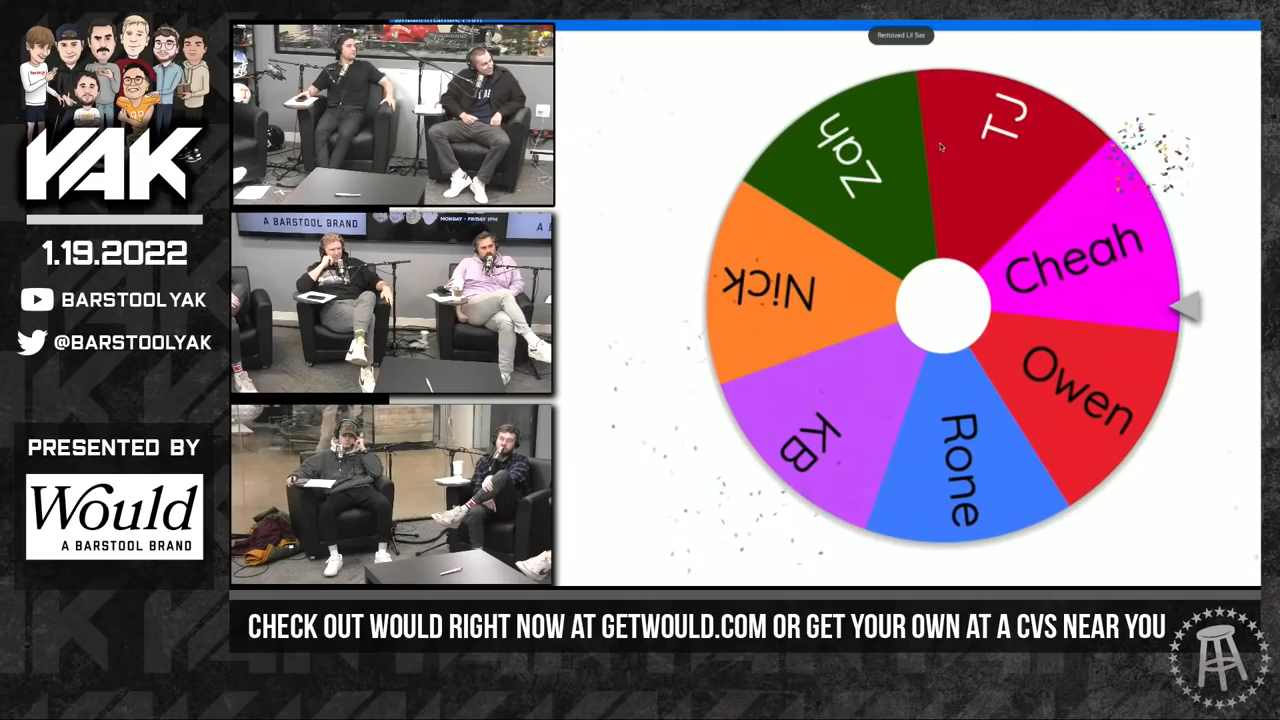 YAK
1.19.2022
BARSTOOLYAK
@BARSTOOLYAK
PRESENTED BY
Would
A BARSTOOL BRAND
A BARSTOOL BRAND
MONDAY - FRIDAY 1PM
Removed Lil Sas
TJ
Zah
Cheah
Nick
Owen
KB
Rone
CHECK OUT WOULD RIGHT NOW AT GETWOULD.COM OR GET YOUR OWN AT A CVS NEAR YOU